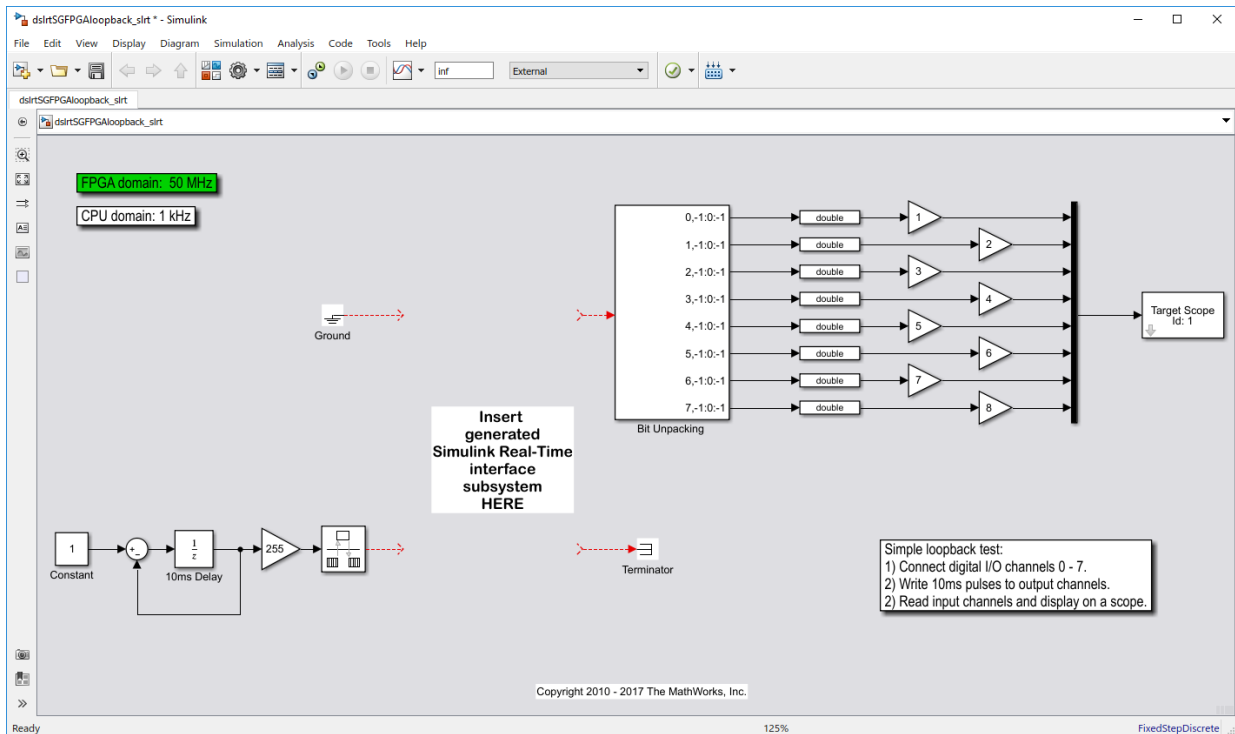 dslrtSGFPGAloopback_slrt * - Simulink
File Edit View Display Diagram Simulation Analysis Code Tools Help
inf
External
dslrtSGFPGAloopback_slrt
dslrtSGFPGAloopback_slrt
FPGA domain: 50 MHz
CPU domain: 1 kHz
0,-1:0:-1 double 1
1,-1:0:-1 double 2
2,-1:0:-1 double 3
3,-1:0:-1 double 4
4,-1:0:-1 double 5
5,-1:0:-1 double 6
6,-1:0:-1 double 7
7,-1:0:-1 double 8
Bit Unpacking
Target Scope
Id: 1
Ground
Insert
generated
Simulink Real-Time
interface
subsystem
HERE
1
Constant
+
-
1
z
10ms Delay
255
Terminator
Simple loopback test:
1) Connect digital I/O channels 0 - 7.
2) Write 10ms pulses to output channels.
2) Read input channels and display on a scope.
Copyright 2010 - 2017 The MathWorks, Inc.
Ready
125%
FixedStepDiscrete